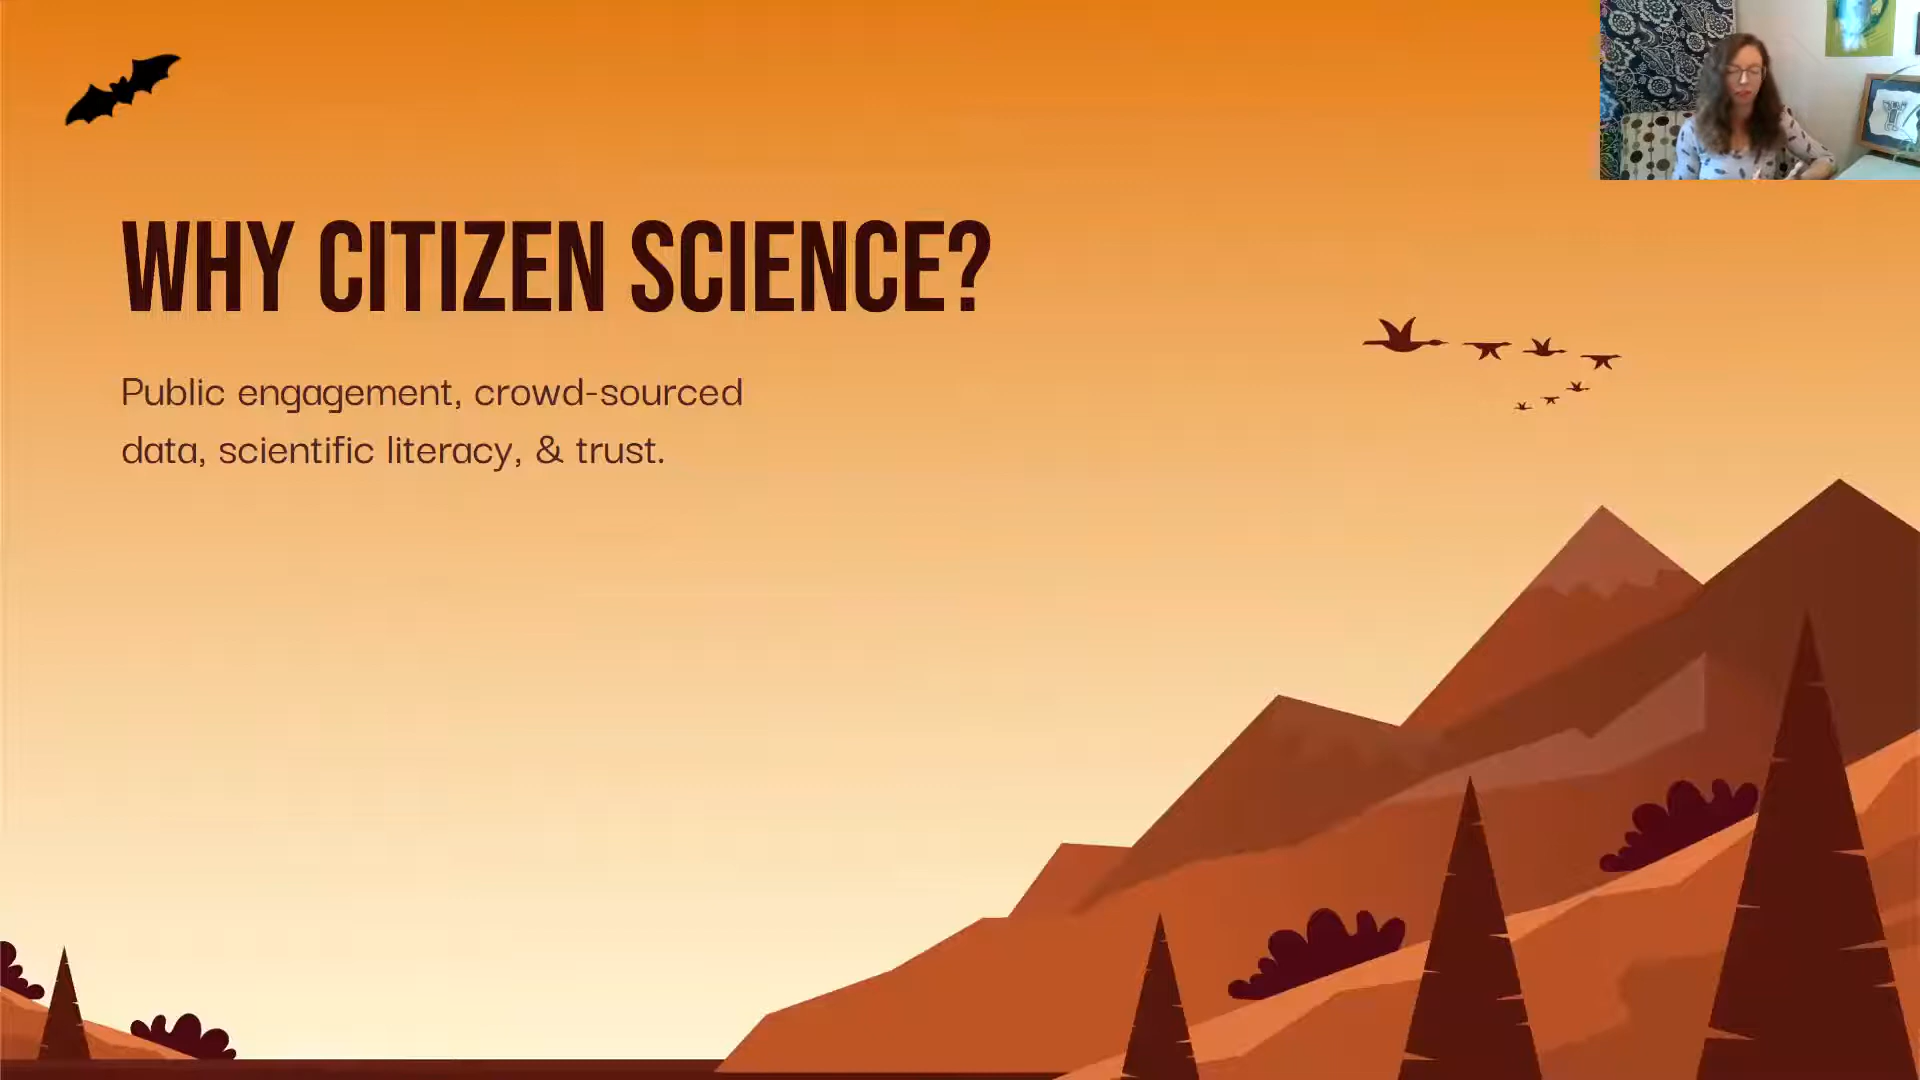 WHY CITIZEN SCIENCE?
Public engagement, crowd-sourced
data, scientific literacy, & trust.